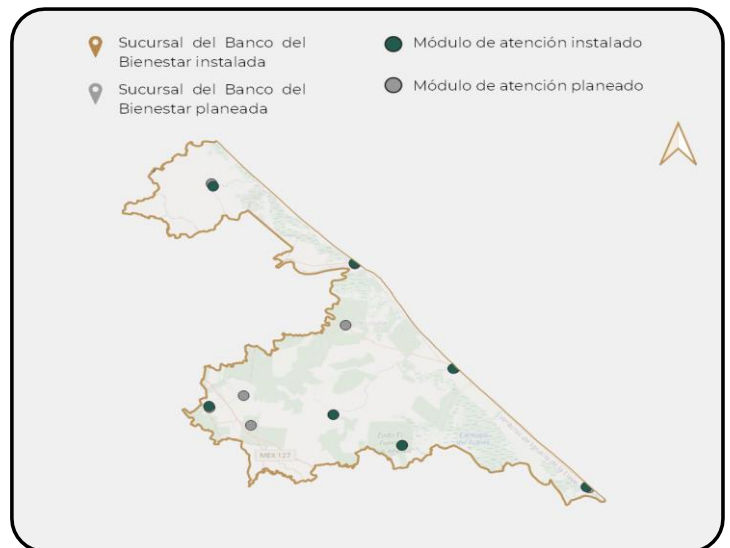 Sucursal del Banco del
Bienestar instalada
Sucursal del Banco del
Bienestar planeada
Módulo de atención instalado
Módulo de atención planeado
MEX 127